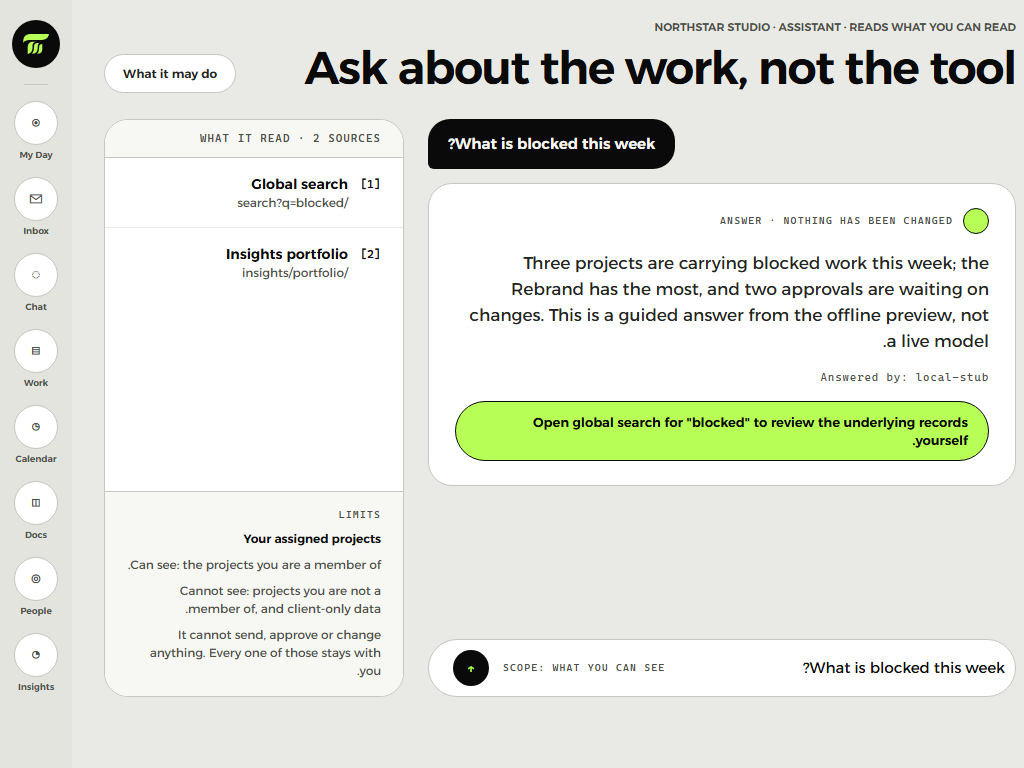 NORTHSTAR STUDIO · ASSISTANT · READS WHAT YOU CAN READ
Ask about the work, not the tool
What it may do
My Day
Inbox
Chat
Work
Calendar
Docs
People
Insights
?What is blocked this week
ANSWER · NOTHING HAS BEEN CHANGED
Three projects are carrying blocked work this week; the
Rebrand has the most, and two approvals are waiting on
changes. This is a guided answer from the offline preview, not
.a live model
Answered by: local-stub
Open global search for "blocked" to review the underlying records
.yourself
SCOPE: WHAT YOU CAN SEE
?What is blocked this week
WHAT IT READ · 2 SOURCES
[1] Global search
search?q=blocked/
[2] Insights portfolio
insights/portfolio/
LIMITS
Your assigned projects
.Can see: the projects you are a member of
Cannot see: projects you are not a
.member of, and client-only data
It cannot send, approve or change
anything. Every one of those stays with
.you